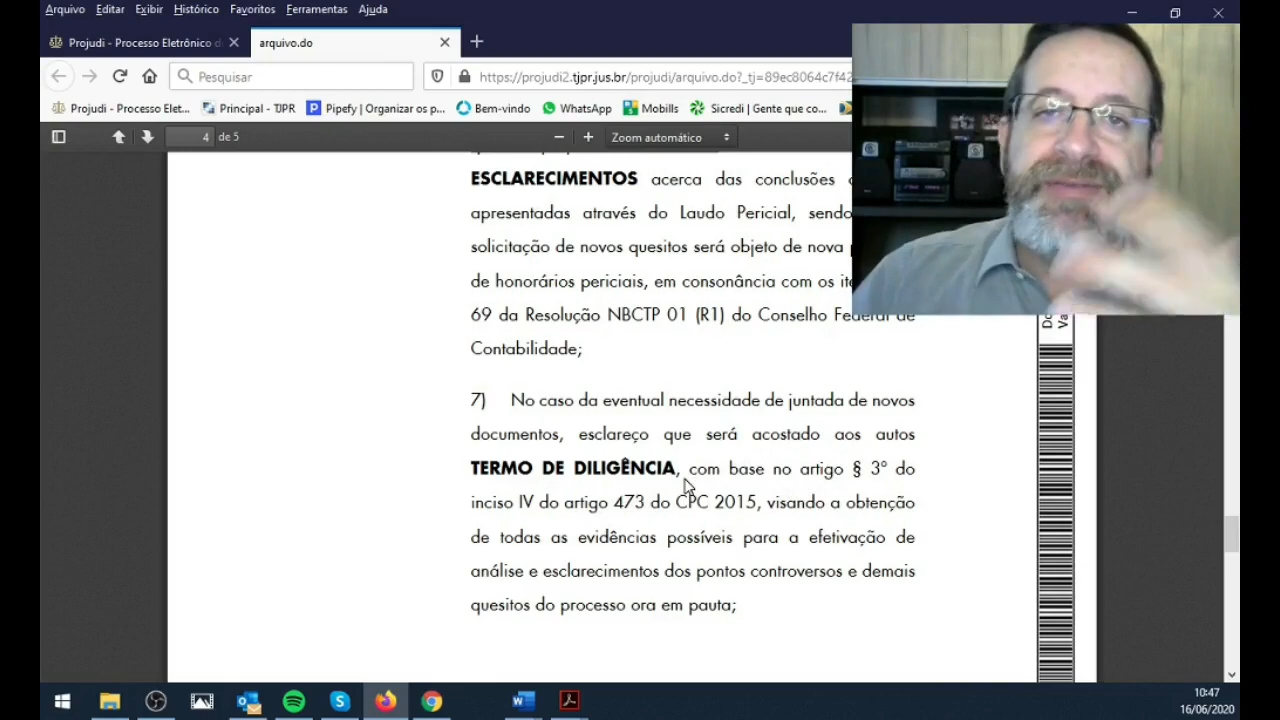 Arquivo Editar Exibir Histórico Favoritos Ferramentas Ajuda
Projudi - Processo Eletrônico d
arquivo.do
Pesquisar
https://projudi2.tjpr.jus.br/projudi/arquivo.do?_tj=89ec8064c7f42
Projudi - Processo Elet... Principal - TJPR Pipefy | Organizar os p... Bem-vindo WhatsApp Mobills Sicredi | Gente que co...
4 de 5
Zoom automático
ESCLARECIMENTOS acerca das conclusões
apresentadas através do Laudo Pericial, sendo
solicitação de novos quesitos será objeto de nova
de honorários periciais, em consonância com os
69 da Resolução NBCTP 01 (R1) do Conselho Federal de
Contabilidade;
7) No caso da eventual necessidade de juntada de novos
documentos, esclareço que será acostado aos autos
TERMO DE DILIGÊNCIA, com base no artigo § 3º do
inciso IV do artigo 473 do CPC 2015, visando a obtenção
de todas as evidências possíveis para a efetivação de
análise e esclarecimentos dos pontos controversos e demais
quesitos do processo ora em pauta;
Do
Va
10:47
16/06/2020